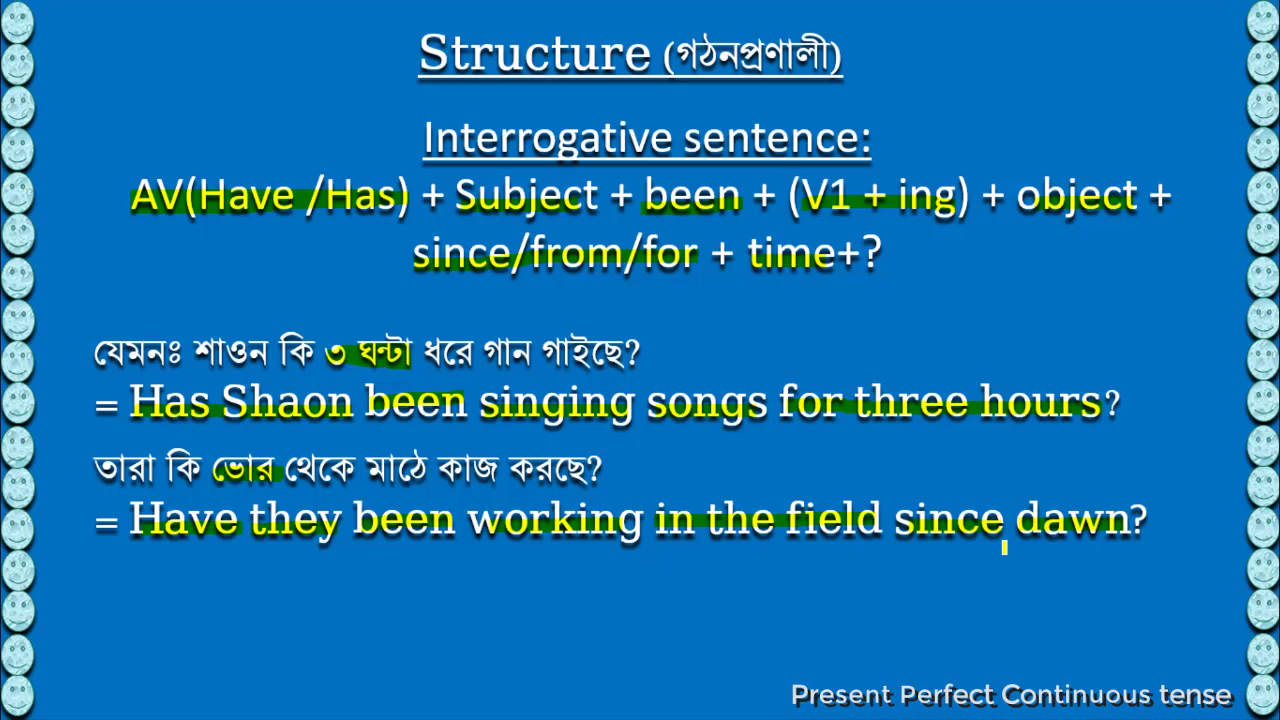 Structure (গঠনপ্রণালী)
Interrogative sentence:
AV(Have /Has) + Subject + been + (V1 + ing) + object +
since/from/for + time+?
যেমনঃ শাওন কি ৩ ঘন্টা ধরে গান গাইছে?
= Has Shaon been singing songs for three hours?
তারা কি ভোর থেকে মাঠে কাজ করছে?
= Have they been working in the field since dawn?
Present Perfect Continuous tense